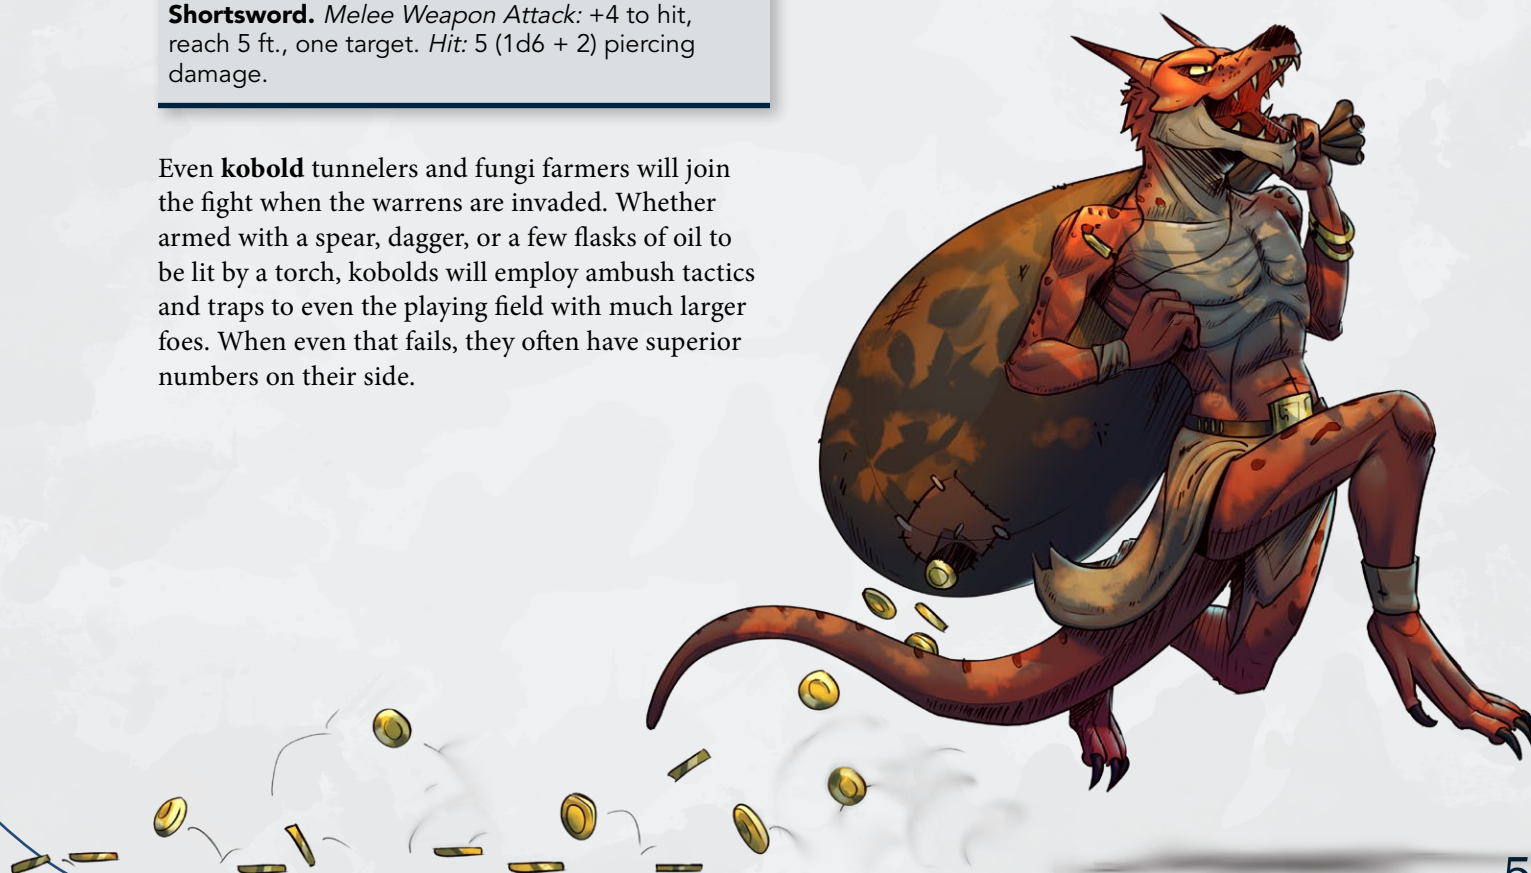 Shortsword. Melee Weapon Attack: +4 to hit,
reach 5 ft., one target. Hit: 5 (1d6 + 2) piercing
damage.
Even kobold tunnelers and fungi farmers will join
the fight when the warrens are invaded. Whether
armed with a spear, dagger, or a few flasks of oil to
be lit by a torch, kobolds will employ ambush tactics
and traps to even the playing field with much larger
foes. When even that fails, they often have superior
numbers on their side.